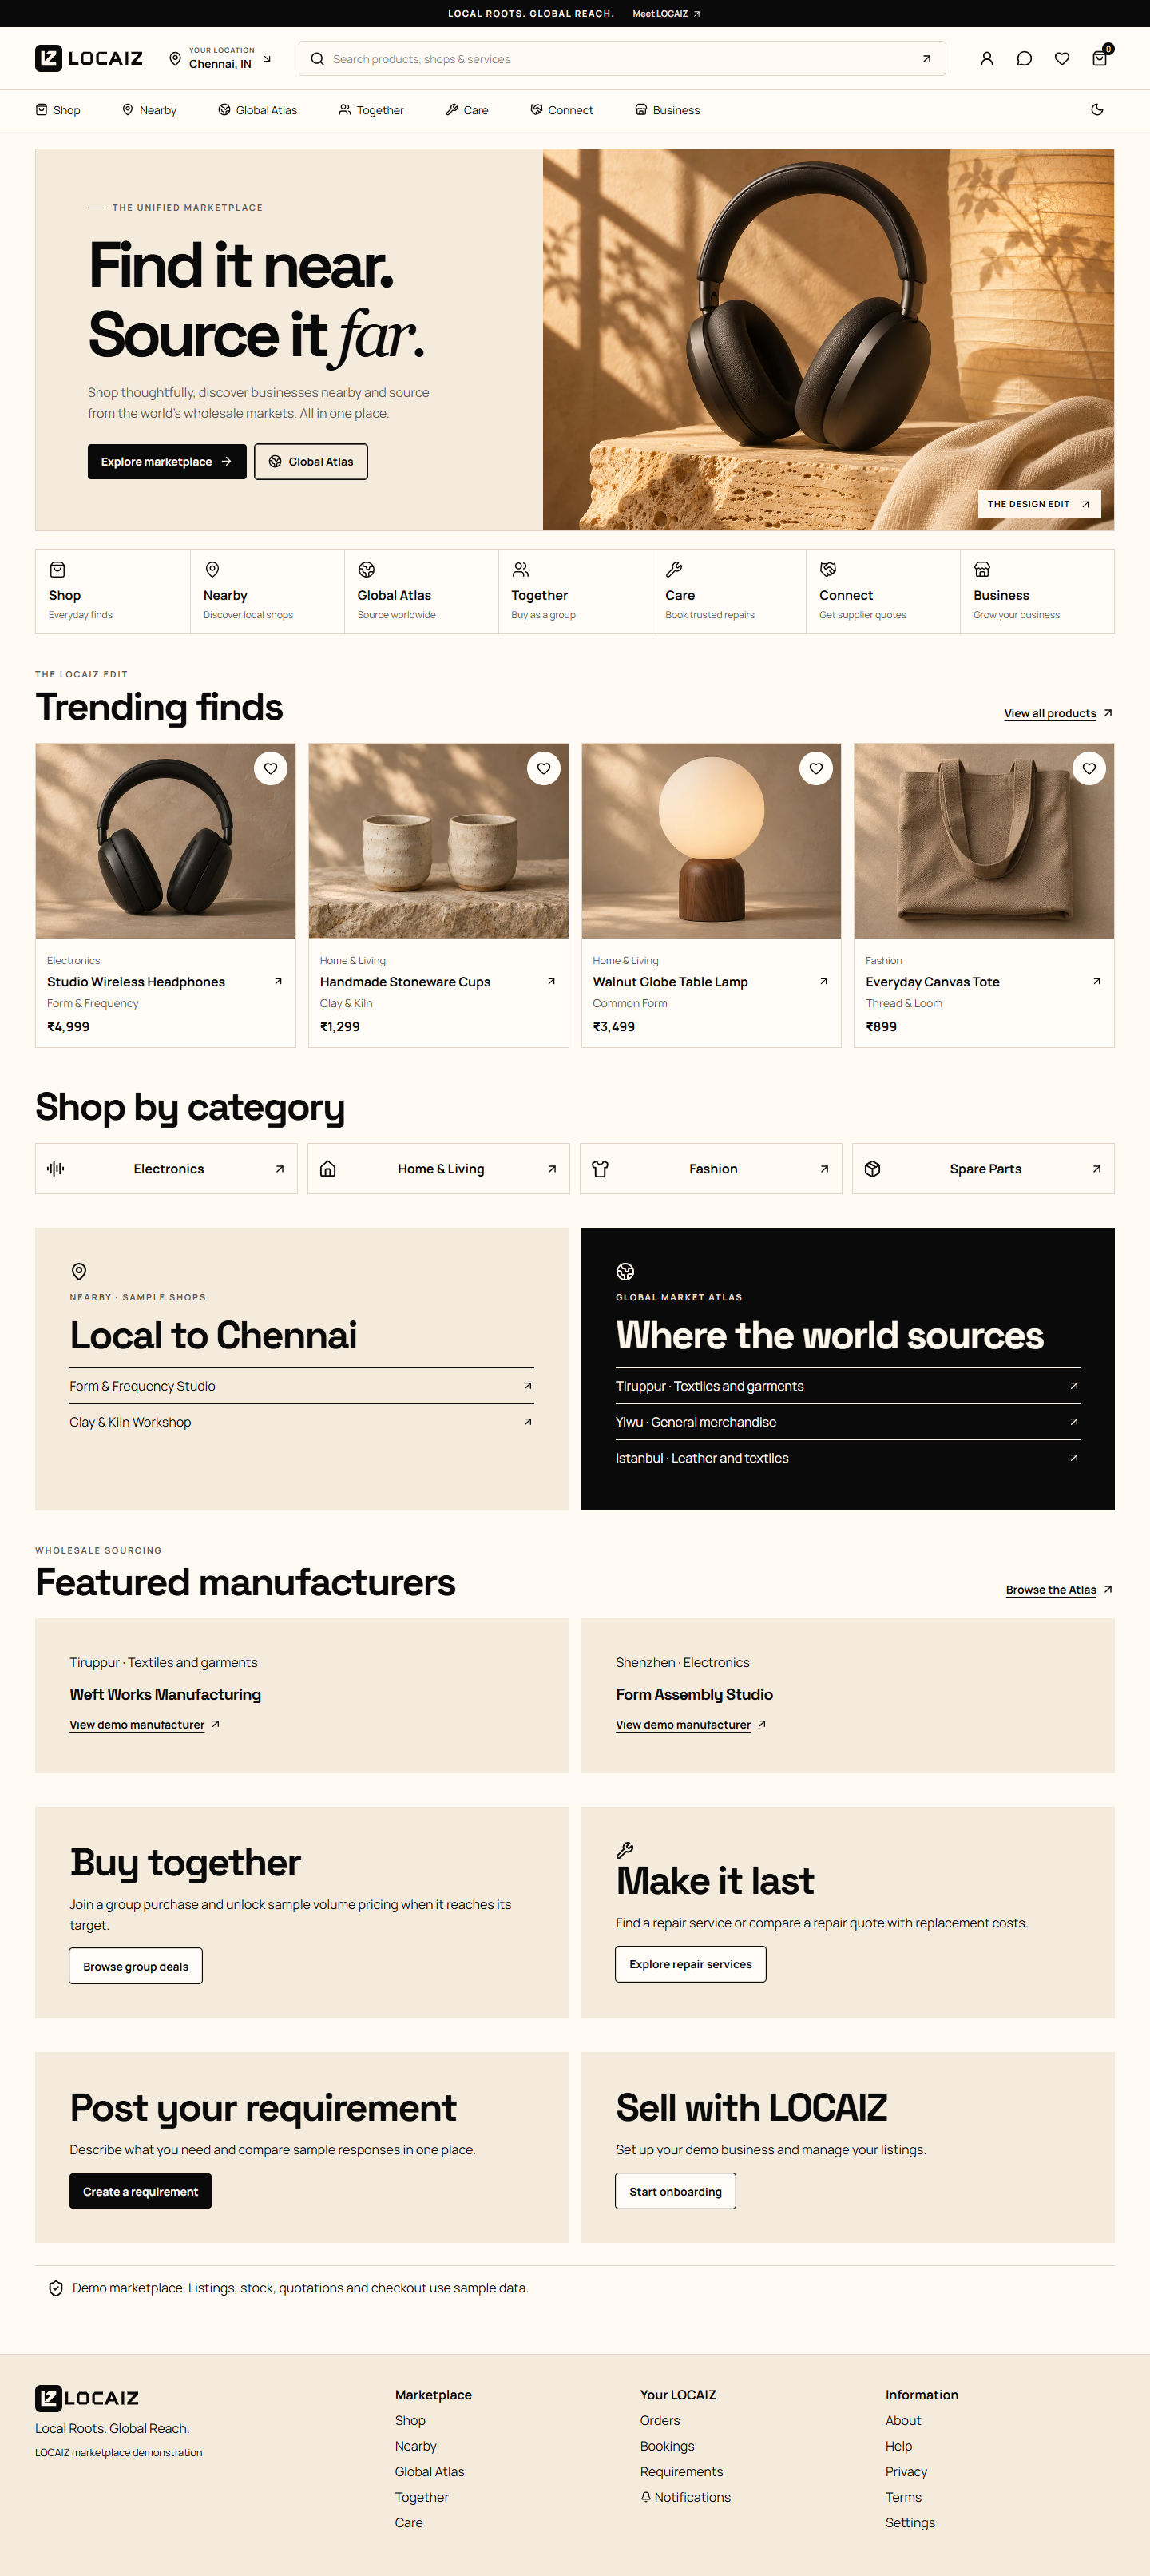 LOCAL ROOTS. GLOBAL REACH. Meet LOCAIZ
LOCAIZ
YOUR LOCATION
Chennai, IN
Search products, shops & services
0
Shop Nearby Global Atlas Together Care Connect Business
THE UNIFIED MARKETPLACE
Find it near.
Source it far.
Shop thoughtfully, discover businesses nearby and source
from the world's wholesale markets. All in one place.
Explore marketplace Global Atlas
THE DESIGN EDIT
Shop Nearby Global Atlas Together Care Connect Business
Everyday finds Discover local shops Source worldwide Buy as a group Book trusted repairs Get supplier quotes Grow your business
THE LOCAIZ EDIT
Trending finds
View all products
Electronics
Studio Wireless Headphones
Form & Frequency
₹4,999
Home & Living
Handmade Stoneware Cups
Clay & Kiln
₹1,299
Home & Living
Walnut Globe Table Lamp
Common Form
₹3,499
Fashion
Everyday Canvas Tote
Thread & Loom
₹899
Shop by category
Electronics Home & Living Fashion Spare Parts
NEARBY · SAMPLE SHOPS
Local to Chennai
Form & Frequency Studio
Clay & Kiln Workshop
GLOBAL MARKET ATLAS
Where the world sources
Tiruppur · Textiles and garments
Yiwu · General merchandise
Istanbul · Leather and textiles
WHOLESALE SOURCING
Featured manufacturers
Browse the Atlas
Tiruppur · Textiles and garments
Weft Works Manufacturing
View demo manufacturer
Shenzhen · Electronics
Form Assembly Studio
View demo manufacturer
Buy together
Join a group purchase and unlock sample volume pricing when it reaches its
target.
Browse group deals
Make it last
Find a repair service or compare a repair quote with replacement costs.
Explore repair services
Post your requirement
Describe what you need and compare sample responses in one place.
Create a requirement
Sell with LOCAIZ
Set up your demo business and manage your listings.
Start onboarding
Demo marketplace. Listings, stock, quotations and checkout use sample data.
LOCAIZ
Local Roots. Global Reach.
LOCAIZ marketplace demonstration
Marketplace
Shop
Nearby
Global Atlas
Together
Care
Your LOCAIZ
Orders
Bookings
Requirements
Notifications
Information
About
Help
Privacy
Terms
Settings